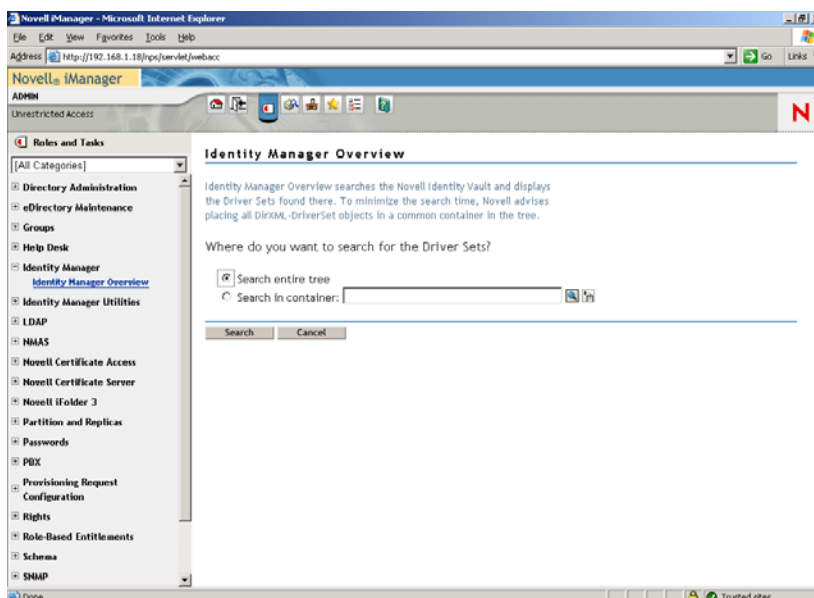 Novell iManager - Microsoft Internet Explorer
File Edit View Favorites Tools Help
Address http://192.168.1.18/nps/servlet/webacc Go Links
Novell® iManager
ADMIN
Unrestricted Access
N
Roles and Tasks
[All Categories]
Directory Administration
eDirectory Maintenance
Groups
Help Desk
Identity Manager
Identity Manager Overview
Identity Manager Utilities
LDAP
NMAS
Novell Certificate Access
Novell Certificate Server
Novell iFolder 3
Partition and Replicas
Passwords
PBX
Provisioning Request
Configuration
Rights
Role-Based Entitlements
Schema
SNMP
Identity Manager Overview
Identity Manager Overview searches the Novell Identity Vault and displays
the Driver Sets found there. To minimize the search time, Novell advises
placing all DirXML-DriverSet objects in a common container in the tree.
Where do you want to search for the Driver Sets?
Search entire tree
Search in container:
Search Cancel
Done Trusted sites